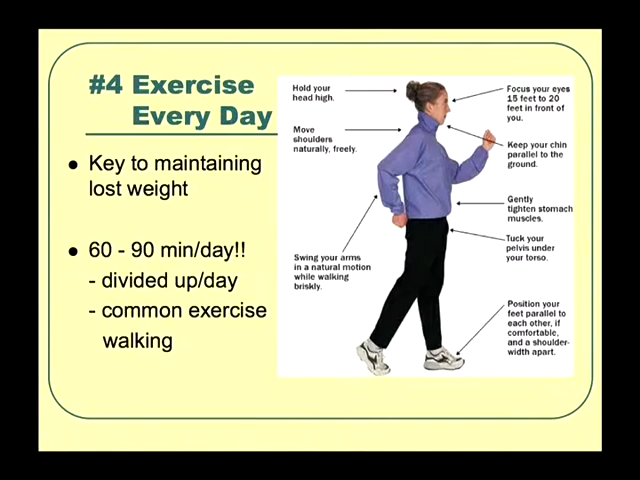 #4 Exercise
Every Day
● Key to maintaining
lost weight
● 60 - 90 min/day!!
- divided up/day
- common exercise
walking
Hold your
head high.
Move
shoulders
naturally, freely.
Swing your arms
in a natural motion
while walking
briskly.
Focus your eyes
15 feet to 20
feet in front of
you.
Keep your chin
parallel to the
ground.
Gently
tighten stomach
muscles.
Tuck your
pelvis under
your torso.
Position your
feet parallel to
each other, if
comfortable,
and a shoulder-
width apart.